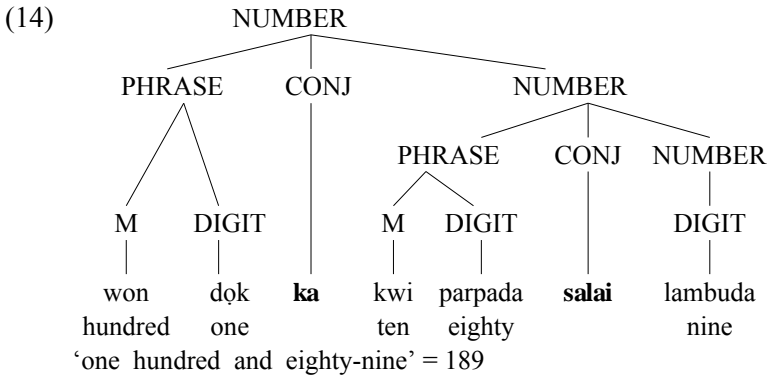 (14) NUMBER
PHRASE CONJ NUMBER
PHRASE CONJ NUMBER
M DIGIT M DIGIT DIGIT
won dọk ka kwi parpada salai lambuda
hundred one ten eighty nine
‘one hundred and eighty-nine’ = 189